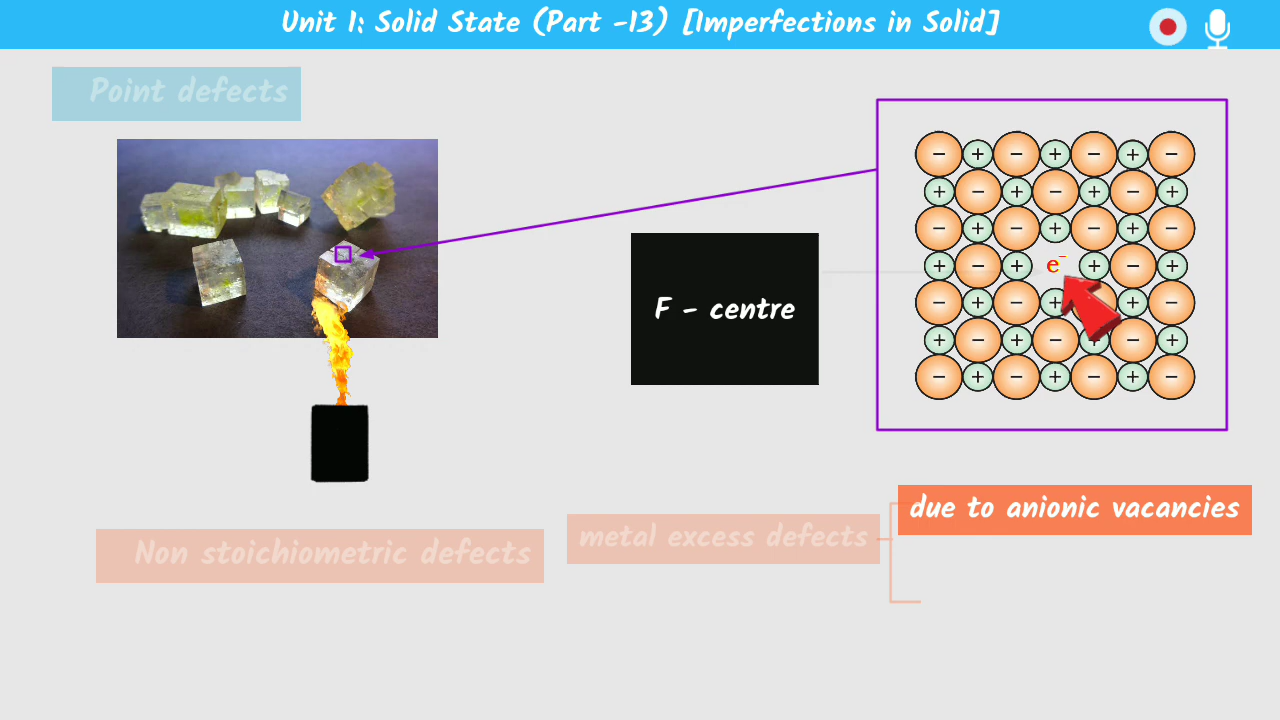 Unit 1: Solid State (Part -13) [Imperfections in Solid]
Point defects
− + − + − + −
+ − + − + − +
− + − + − + −
+ − + e⁻ + − +
− + − + − −
+ − + − + − +
− + − + − + −
F - centre
due to anionic vacancies
metal excess defects
Non stoichiometric defects